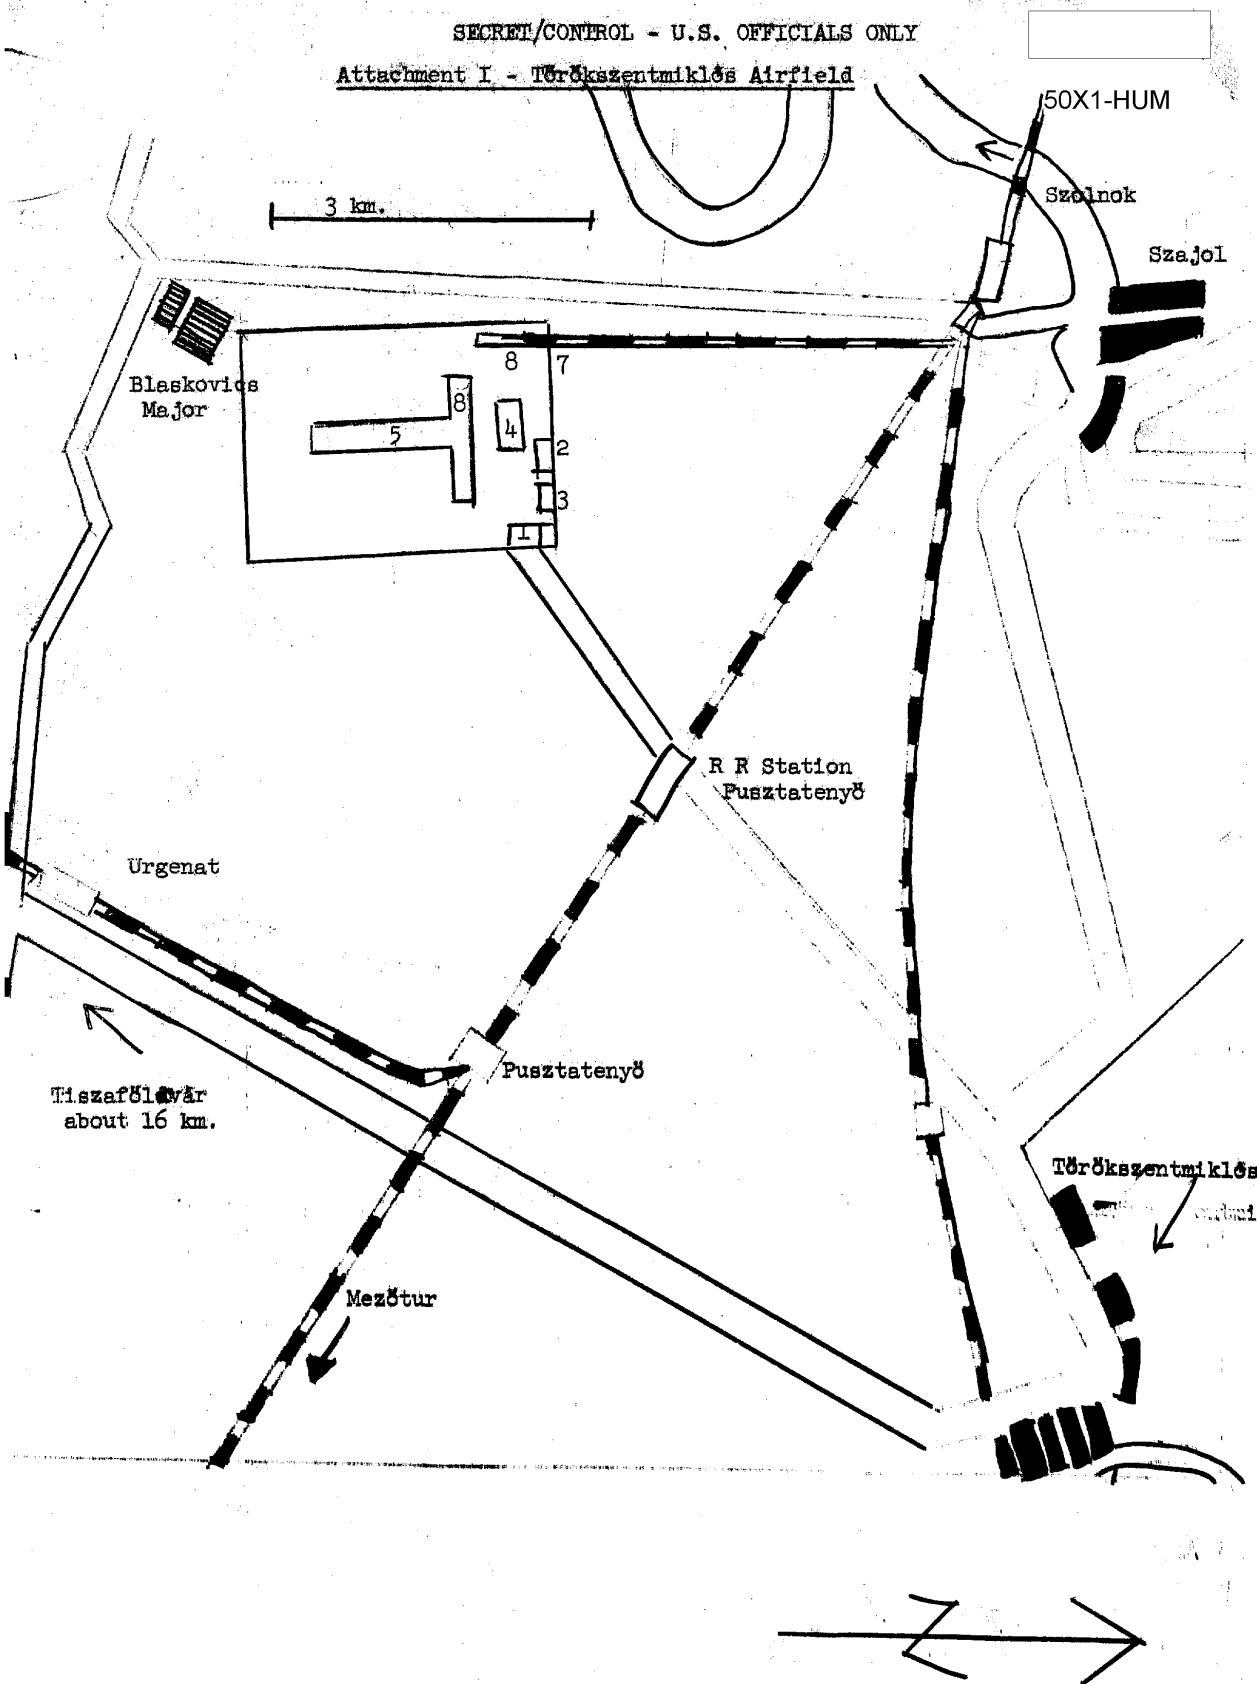 SECRET/CONTROL - U.S. OFFICIALS ONLY
Attachment I - Törökszentmiklós Airfield
50X1-HUM
Szolnok
3 km.
Szajol
Blaskovics
Major
8
7
8
5
4
2
3
1
R R Station
Pusztatenyö
Urgenat
Pusztatenyö
Tiszaföldvár
about 16 km.
Törökszentmiklós
Mezötur
Z